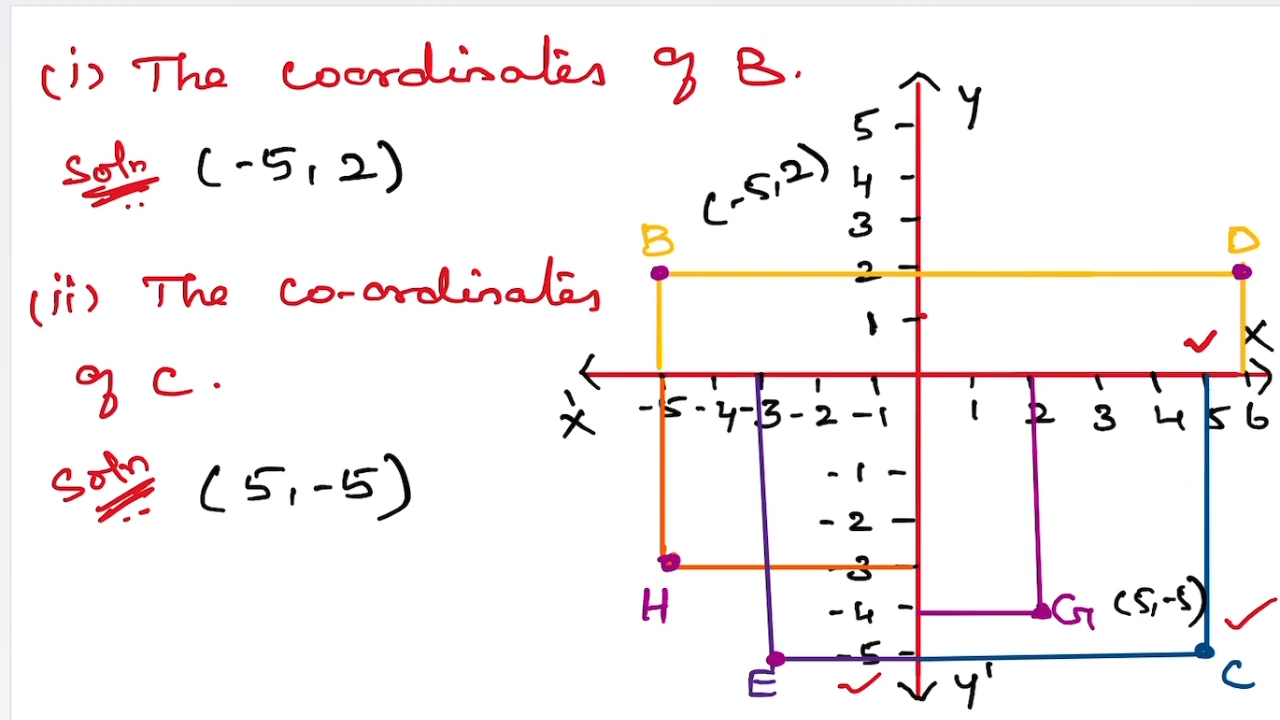 (i) The coordinates of B.
Soln (-5, 2)
(ii) The co-ordinates
of C.
Soln (5, -5)
Y
5
4
3
2
1
(-5,2)
B
D
X
X'
-5 -4 -3 -2 -1 1 2 3 4 5 6
-1
-2
-3
-4
-5
H
G
(5,-5)
E
C
Y'